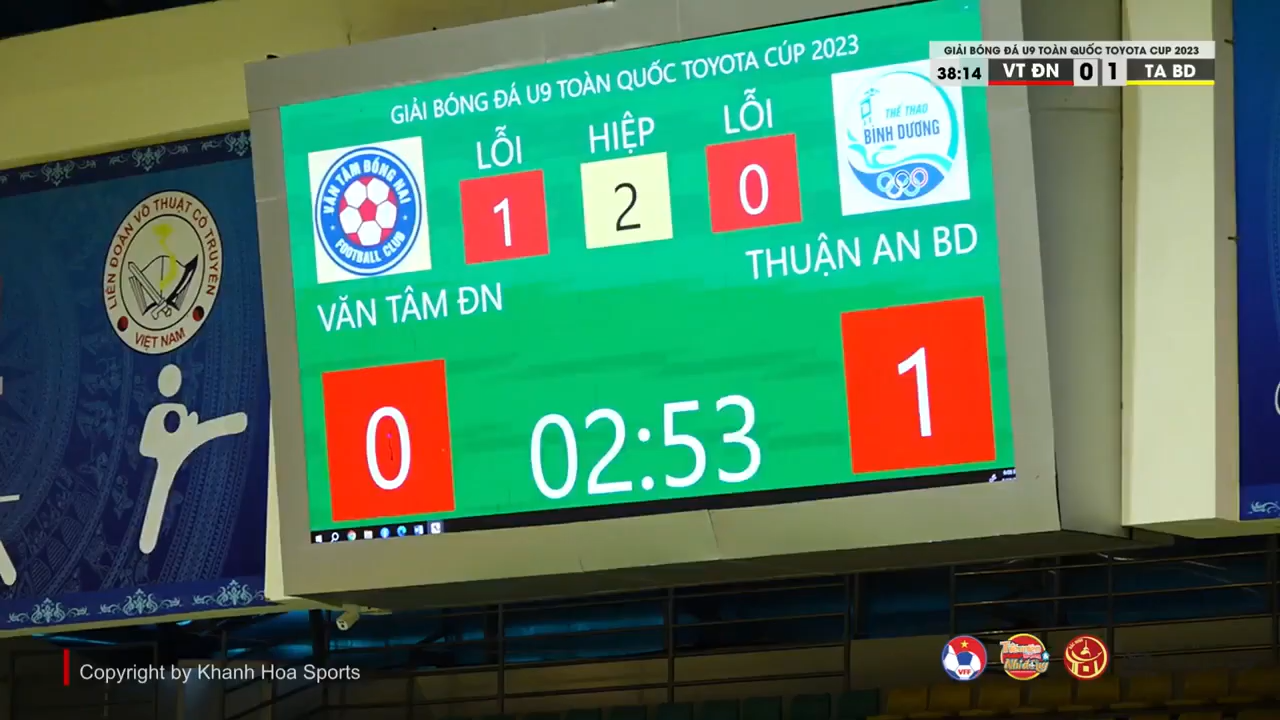 GIẢI BÓNG ĐÁ U9 TOÀN QUỐC TOYOTA CUP 2023
38:14 VT ĐN 0 1 TA BD
GIẢI BÓNG ĐÁ U9 TOÀN QUỐC TOYOTA CÚP 2023
LỖI HIỆP LỖI
1 2 0
VĂN TÂM ĐỒNG NAI
FOOTBALL CLUB
THỂ THAO
BÌNH DƯƠNG
VĂN TÂM ĐN
THUẬN AN BD
0 02:53 1
LIÊN ĐOÀN VÕ THUẬT CỔ TRUYỀN
VIỆT NAM
Copyright by Khanh Hoa Sports
VFF